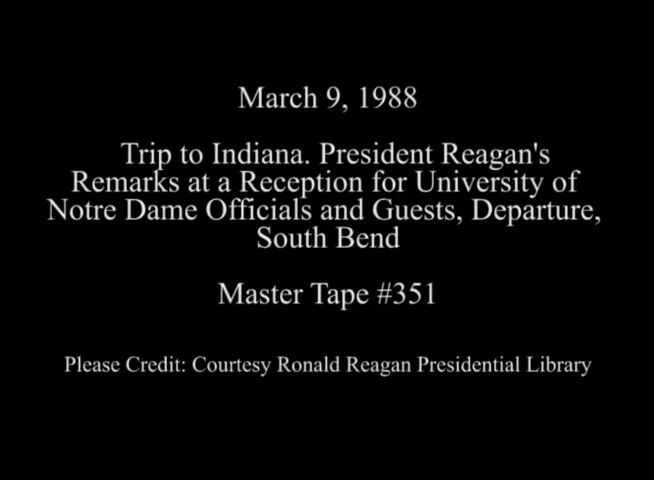 March 9, 1988
Trip to Indiana. President Reagan's
Remarks at a Reception for University of
Notre Dame Officials and Guests, Departure,
South Bend
Master Tape #351
Please Credit: Courtesy Ronald Reagan Presidential Library